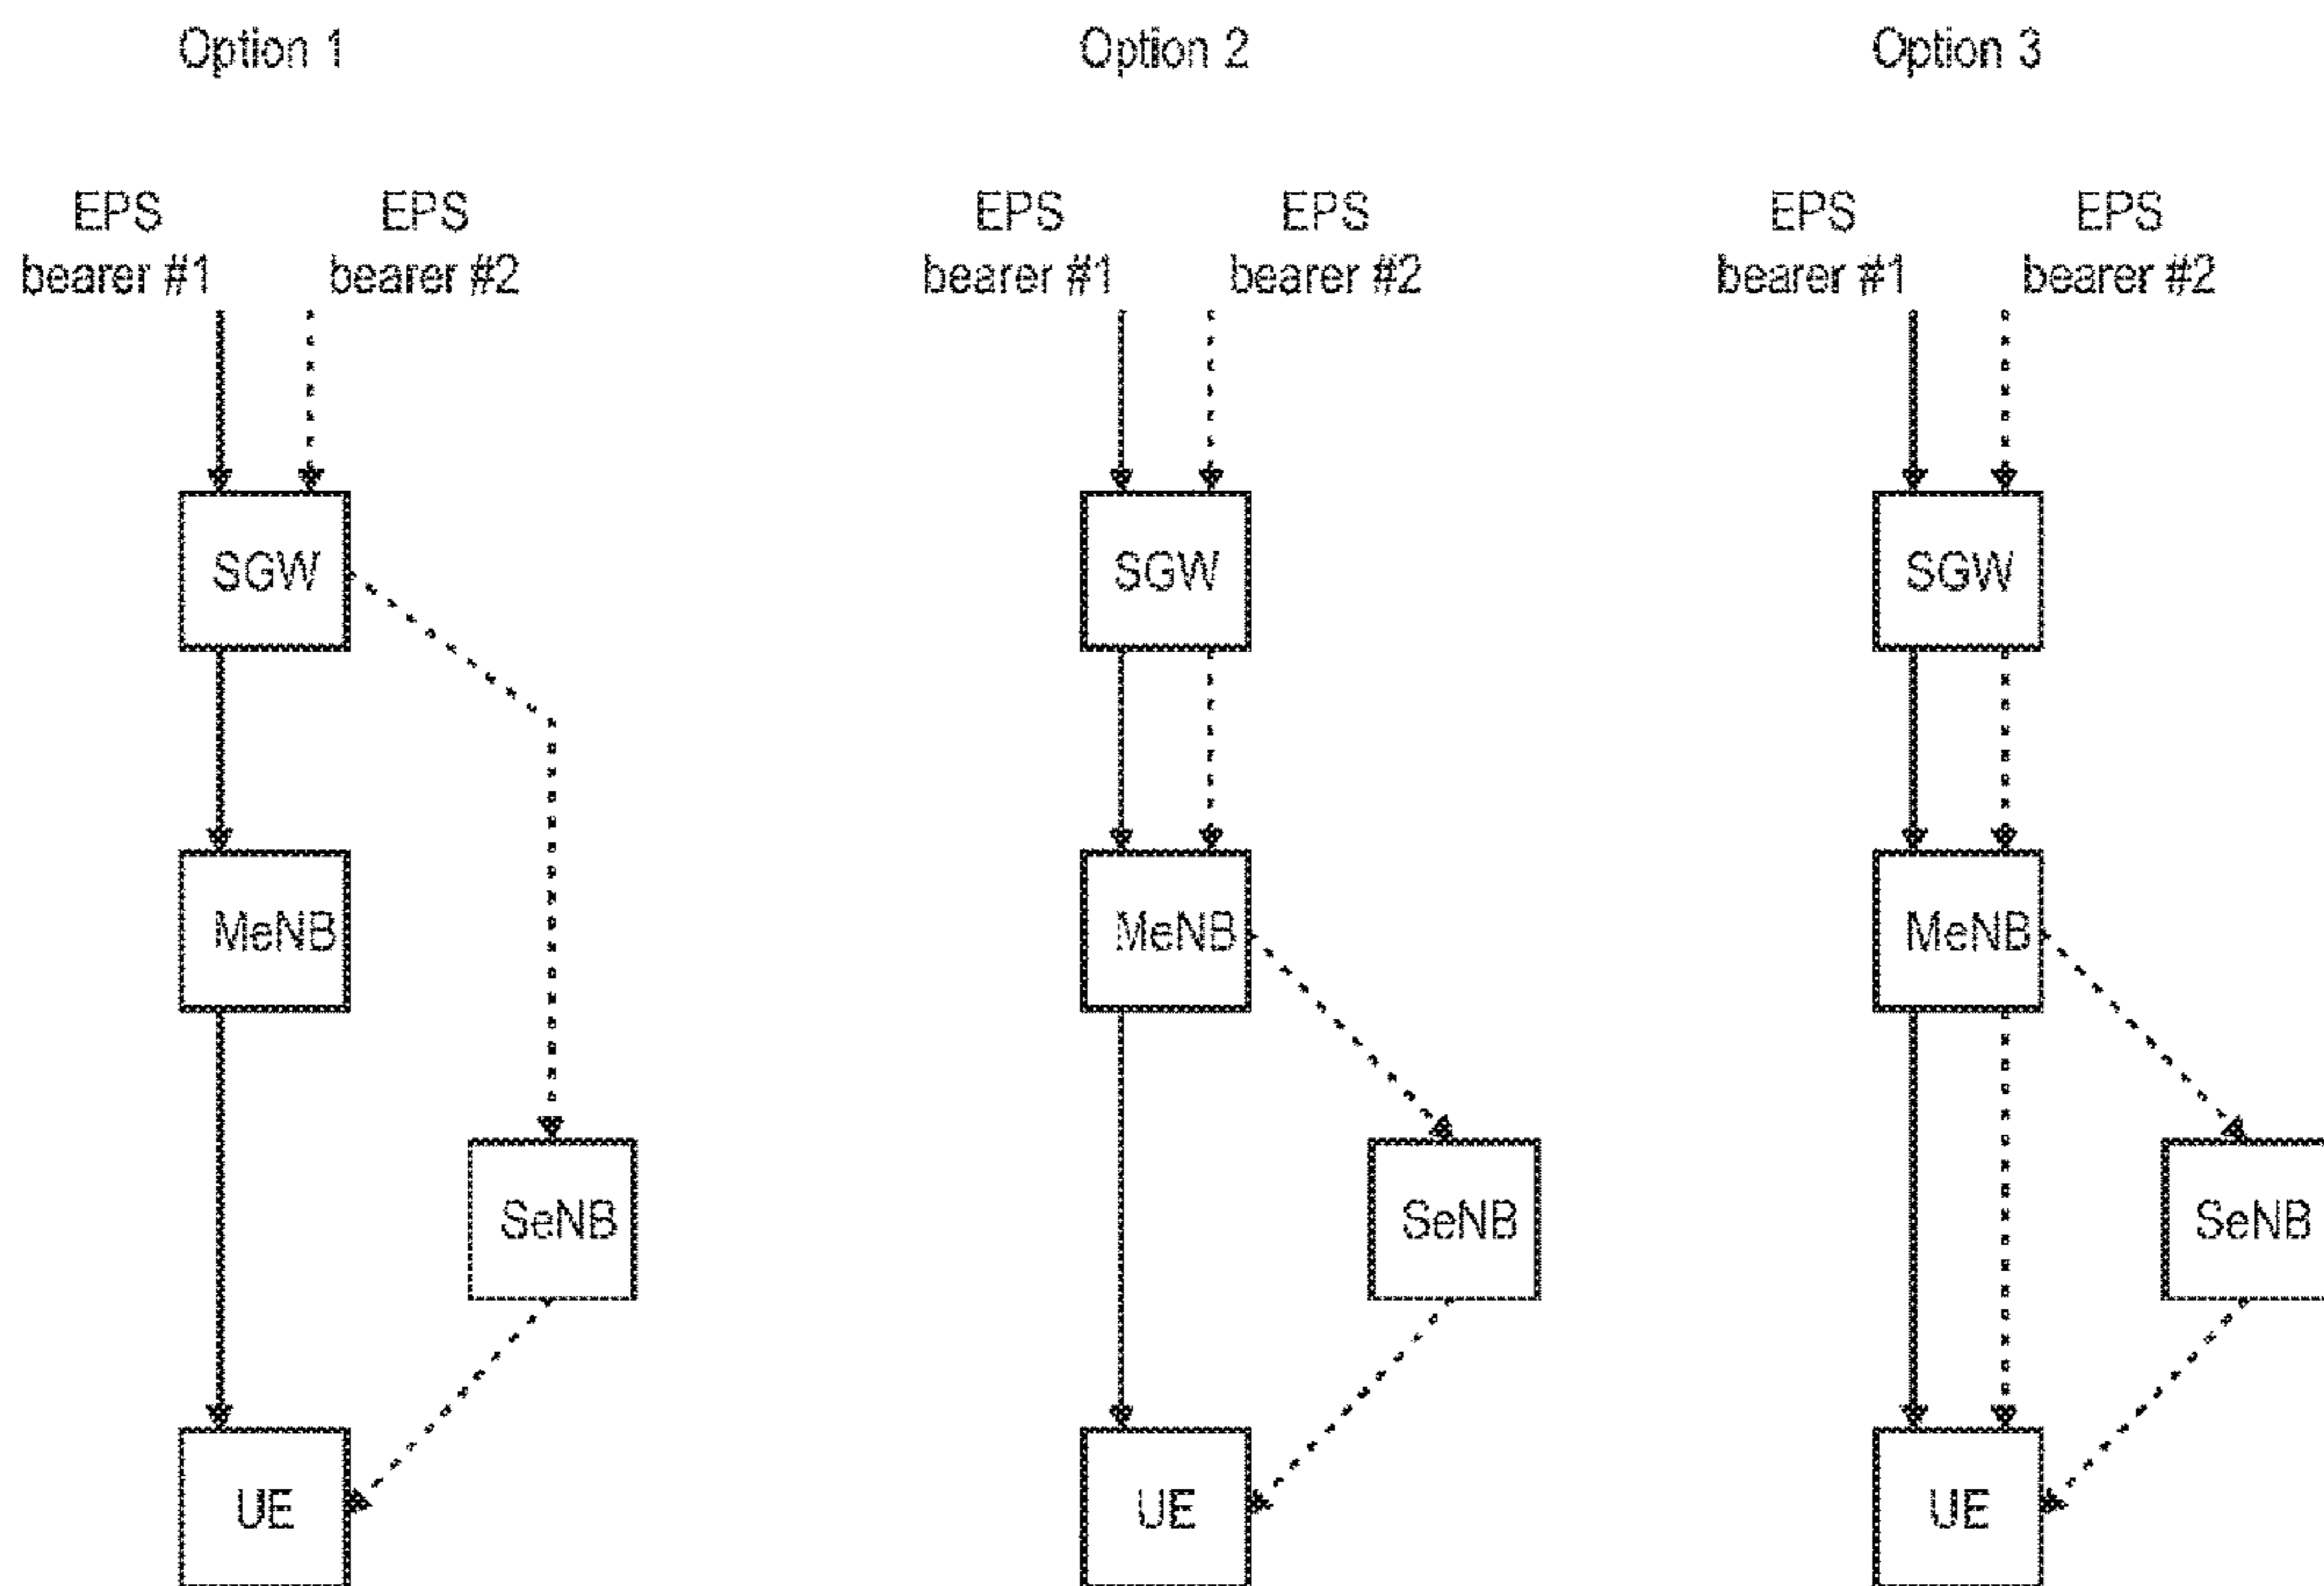 Option 1
Option 2
Option 3
EPS
bearer #1
EPS
bearer #2
EPS
bearer #1
EPS
bearer #2
EPS
bearer #1
EPS
bearer #2
SGW
SGW
SGW
MeNB
MeNB
MeNB
SeNB
SeNB
SeNB
UE
UE
UE